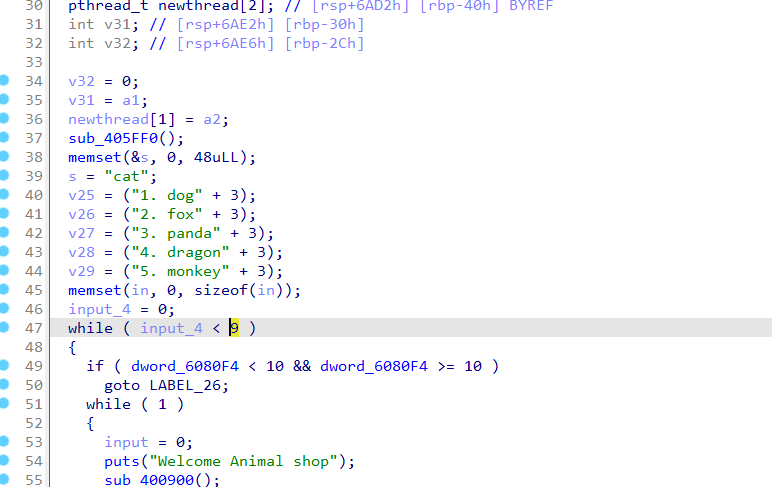 30 pthread_t newthread[2]; // [rsp+6AD2h] [rbp-40h] BYREF
31 int v31; // [rsp+6AE2h] [rbp-30h]
32 int v32; // [rsp+6AE6h] [rbp-2Ch]
33
34 v32 = 0;
35 v31 = a1;
36 newthread[1] = a2;
37 sub_405FF0();
38 memset(&s, 0, 48uLL);
39 s = "cat";
40 v25 = ("1. dog" + 3);
41 v26 = ("2. fox" + 3);
42 v27 = ("3. panda" + 3);
43 v28 = ("4. dragon" + 3);
44 v29 = ("5. monkey" + 3);
45 memset(in, 0, sizeof(in));
46 input_4 = 0;
47 while ( input_4 < 9 )
48 {
49 if ( dword_6080F4 < 10 && dword_6080F4 >= 10 )
50 goto LABEL_26;
51 while ( 1 )
52 {
53 input = 0;
54 puts("Welcome Animal shop");
55 sub_400900();